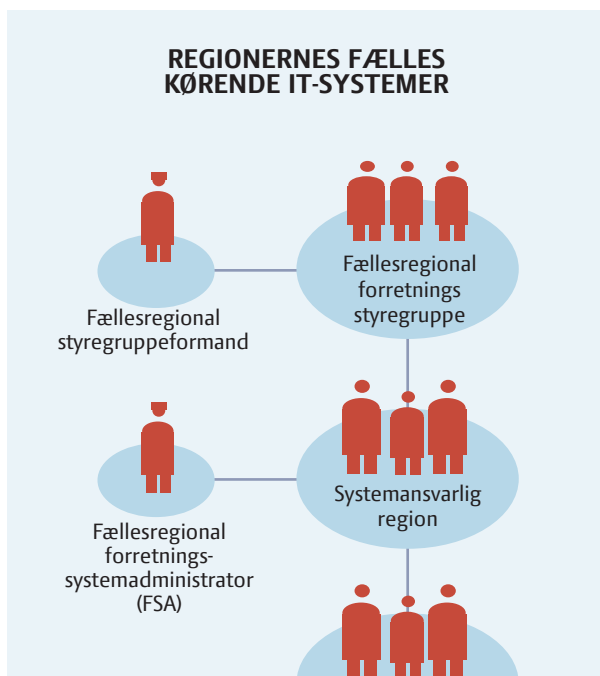 REGIONERNES FÆLLES
KØRENDE IT-SYSTEMER
Fællesregional
styregruppeformand
Fællesregional
forretnings
styregruppe
Fællesregional
forretnings-
systemadministrator
(FSA)
Systemansvarlig
region